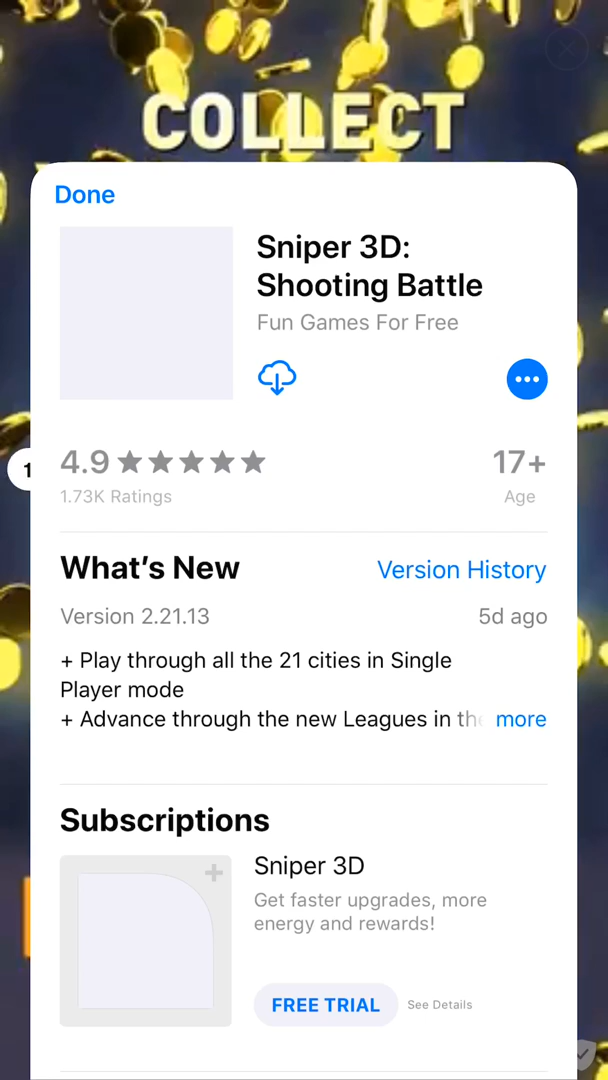 COLLECT
Done
Sniper 3D:
Shooting Battle
Fun Games For Free
4.9
17+
1.73K Ratings
Age
1
What's New
Version History
Version 2.21.13
5d ago
+ Play through all the 21 cities in Single
Player mode
+ Advance through the new Leagues in the more
Subscriptions
Sniper 3D
Get faster upgrades, more
energy and rewards!
FREE TRIAL
See Details